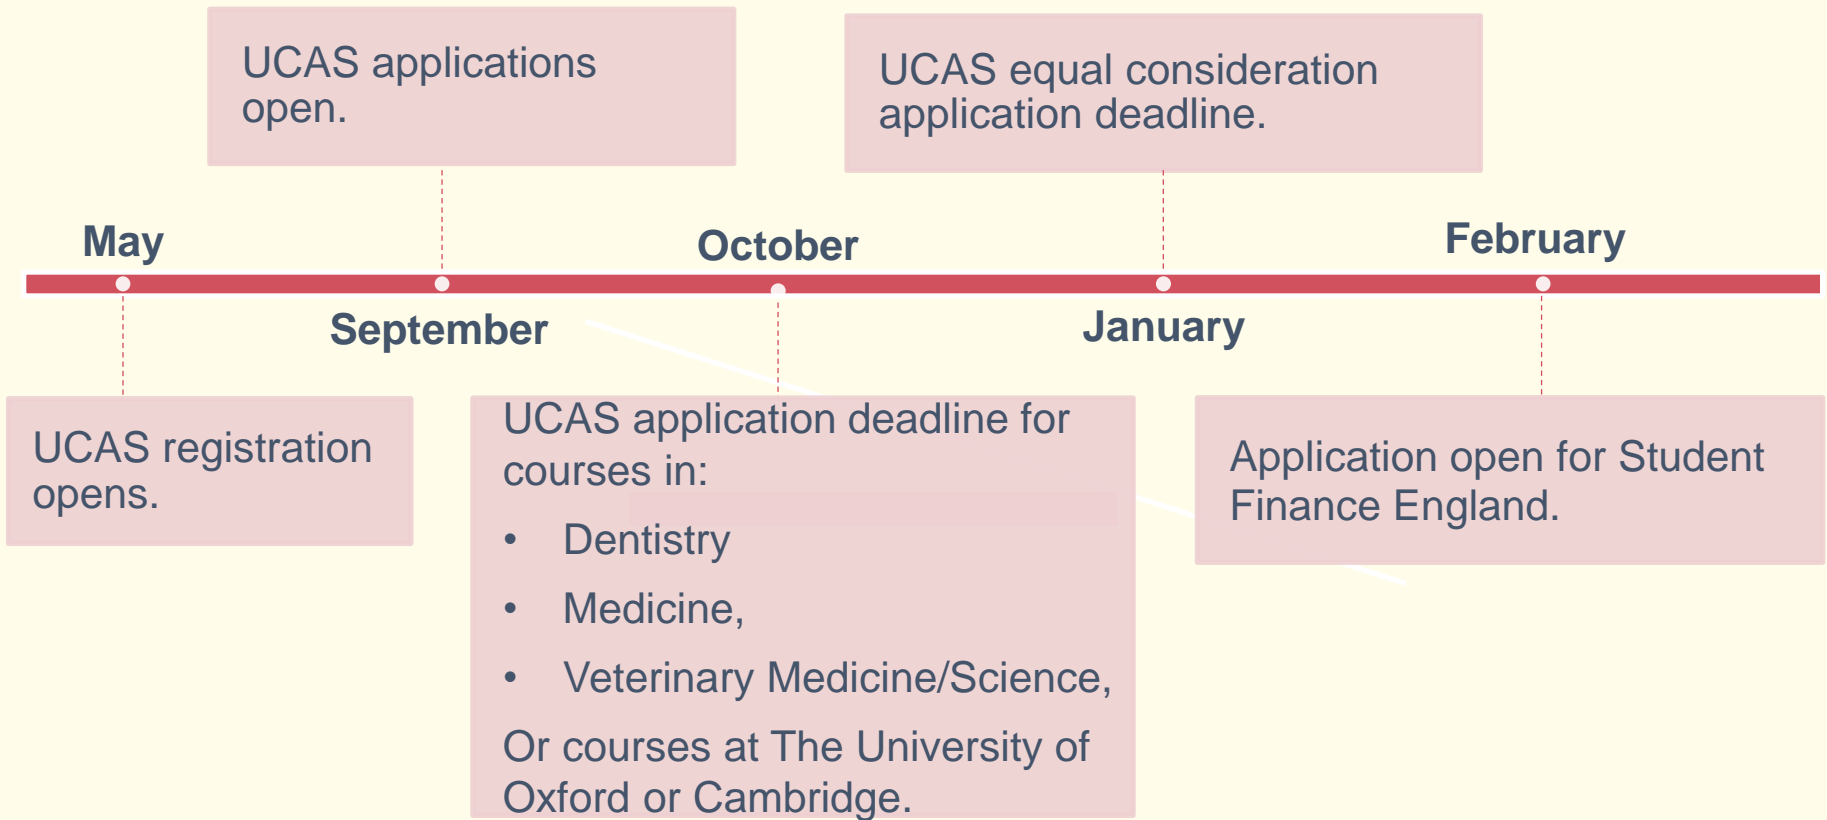 UCAS applications
open.
UCAS equal consideration
application deadline.
May
October
February
September
January
UCAS registration
opens.
UCAS application deadline for
courses in:
• Dentistry
• Medicine,
• Veterinary Medicine/Science,
Or courses at The University of
Oxford or Cambridge.
Application open for Student
Finance England.